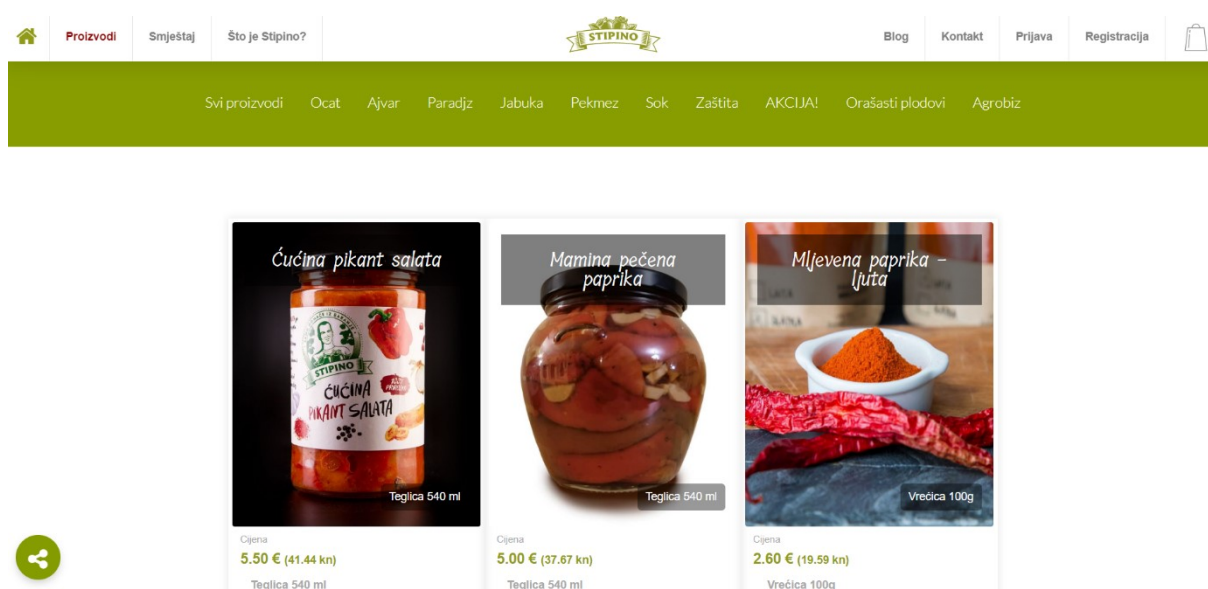 Proizvodi
Smještaj
Što je Stipino?
STIPINO
Blog
Kontakt
Prijava
Registracija
Svi proizvodi
Ocat
Ajvar
Paradjz
Jabuka
Pekmez
Sok
Zaštita
AKCIJA!
Orašasti plodovi
Agrobiz
Ćućina pikant salata
STIPINO
ĆUĆINA
PIKANT SALATA
Teglica 540 ml
Cijena
5.50 € (41.44 kn)
Teglica 540 ml
Mamina pečena
paprika
Teglica 540 ml
Cijena
5.00 € (37.67 kn)
Teglica 540 ml
Mljevena paprika -
ljuta
Vrećica 100g
Cijena
2.60 € (19.59 kn)
Vrećica 100g